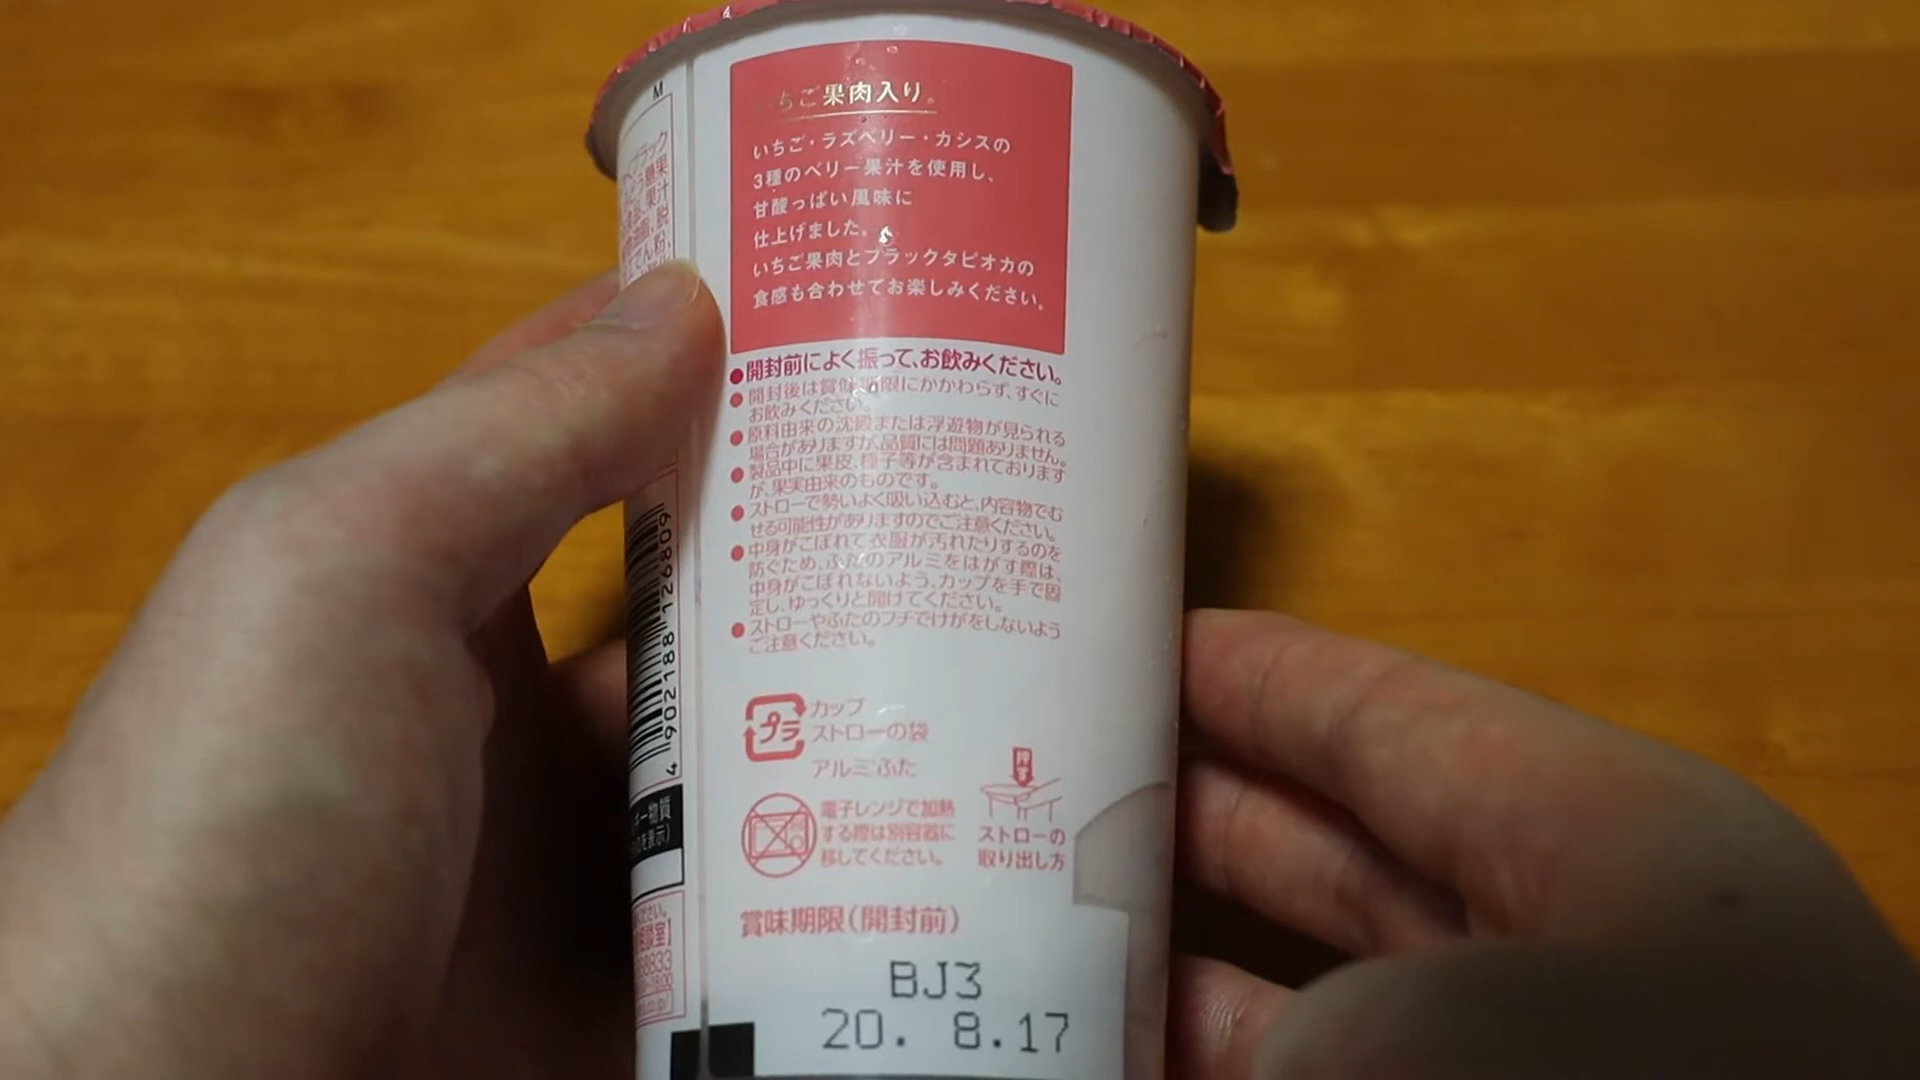 いちご果肉入り。
いちご・ラズベリー・カシスの
3種のベリー果汁を使用し、
甘酸っぱい風味に
仕上げました。
いちご果肉とブラックタピオカの
食感も合わせてお楽しみください。
●開封前によく振って、お飲みください。
●開封後は賞味期限にかかわらず、すぐに
お飲みください。
●原料由来の沈殿または浮遊物が見られる
場合がありますが、品質には問題ありません。
●製品中に果皮、種子等が含まれております
が、果実由来のものです。
●ストローで勢いよく吸い込むと、内容物でむ
せる可能性がありますのでご注意ください。
●中身がこぼれて衣服が汚れたりするのを
防ぐため、ふたのアルミをはがす際は、
中身がこぼれないよう、カップを手で固
定し、ゆっくりと開けてください。
●ストローやふたのフチでけがをしないよう
ご注意ください。
プラ
カップ
ストローの袋
アルミふた
電子レンジで加熱
する際は別容器に
移してください。
押す
ストローの
取り出し方
賞味期限(開封前)
BJ3
20. 8.17
M
4 902188 126809